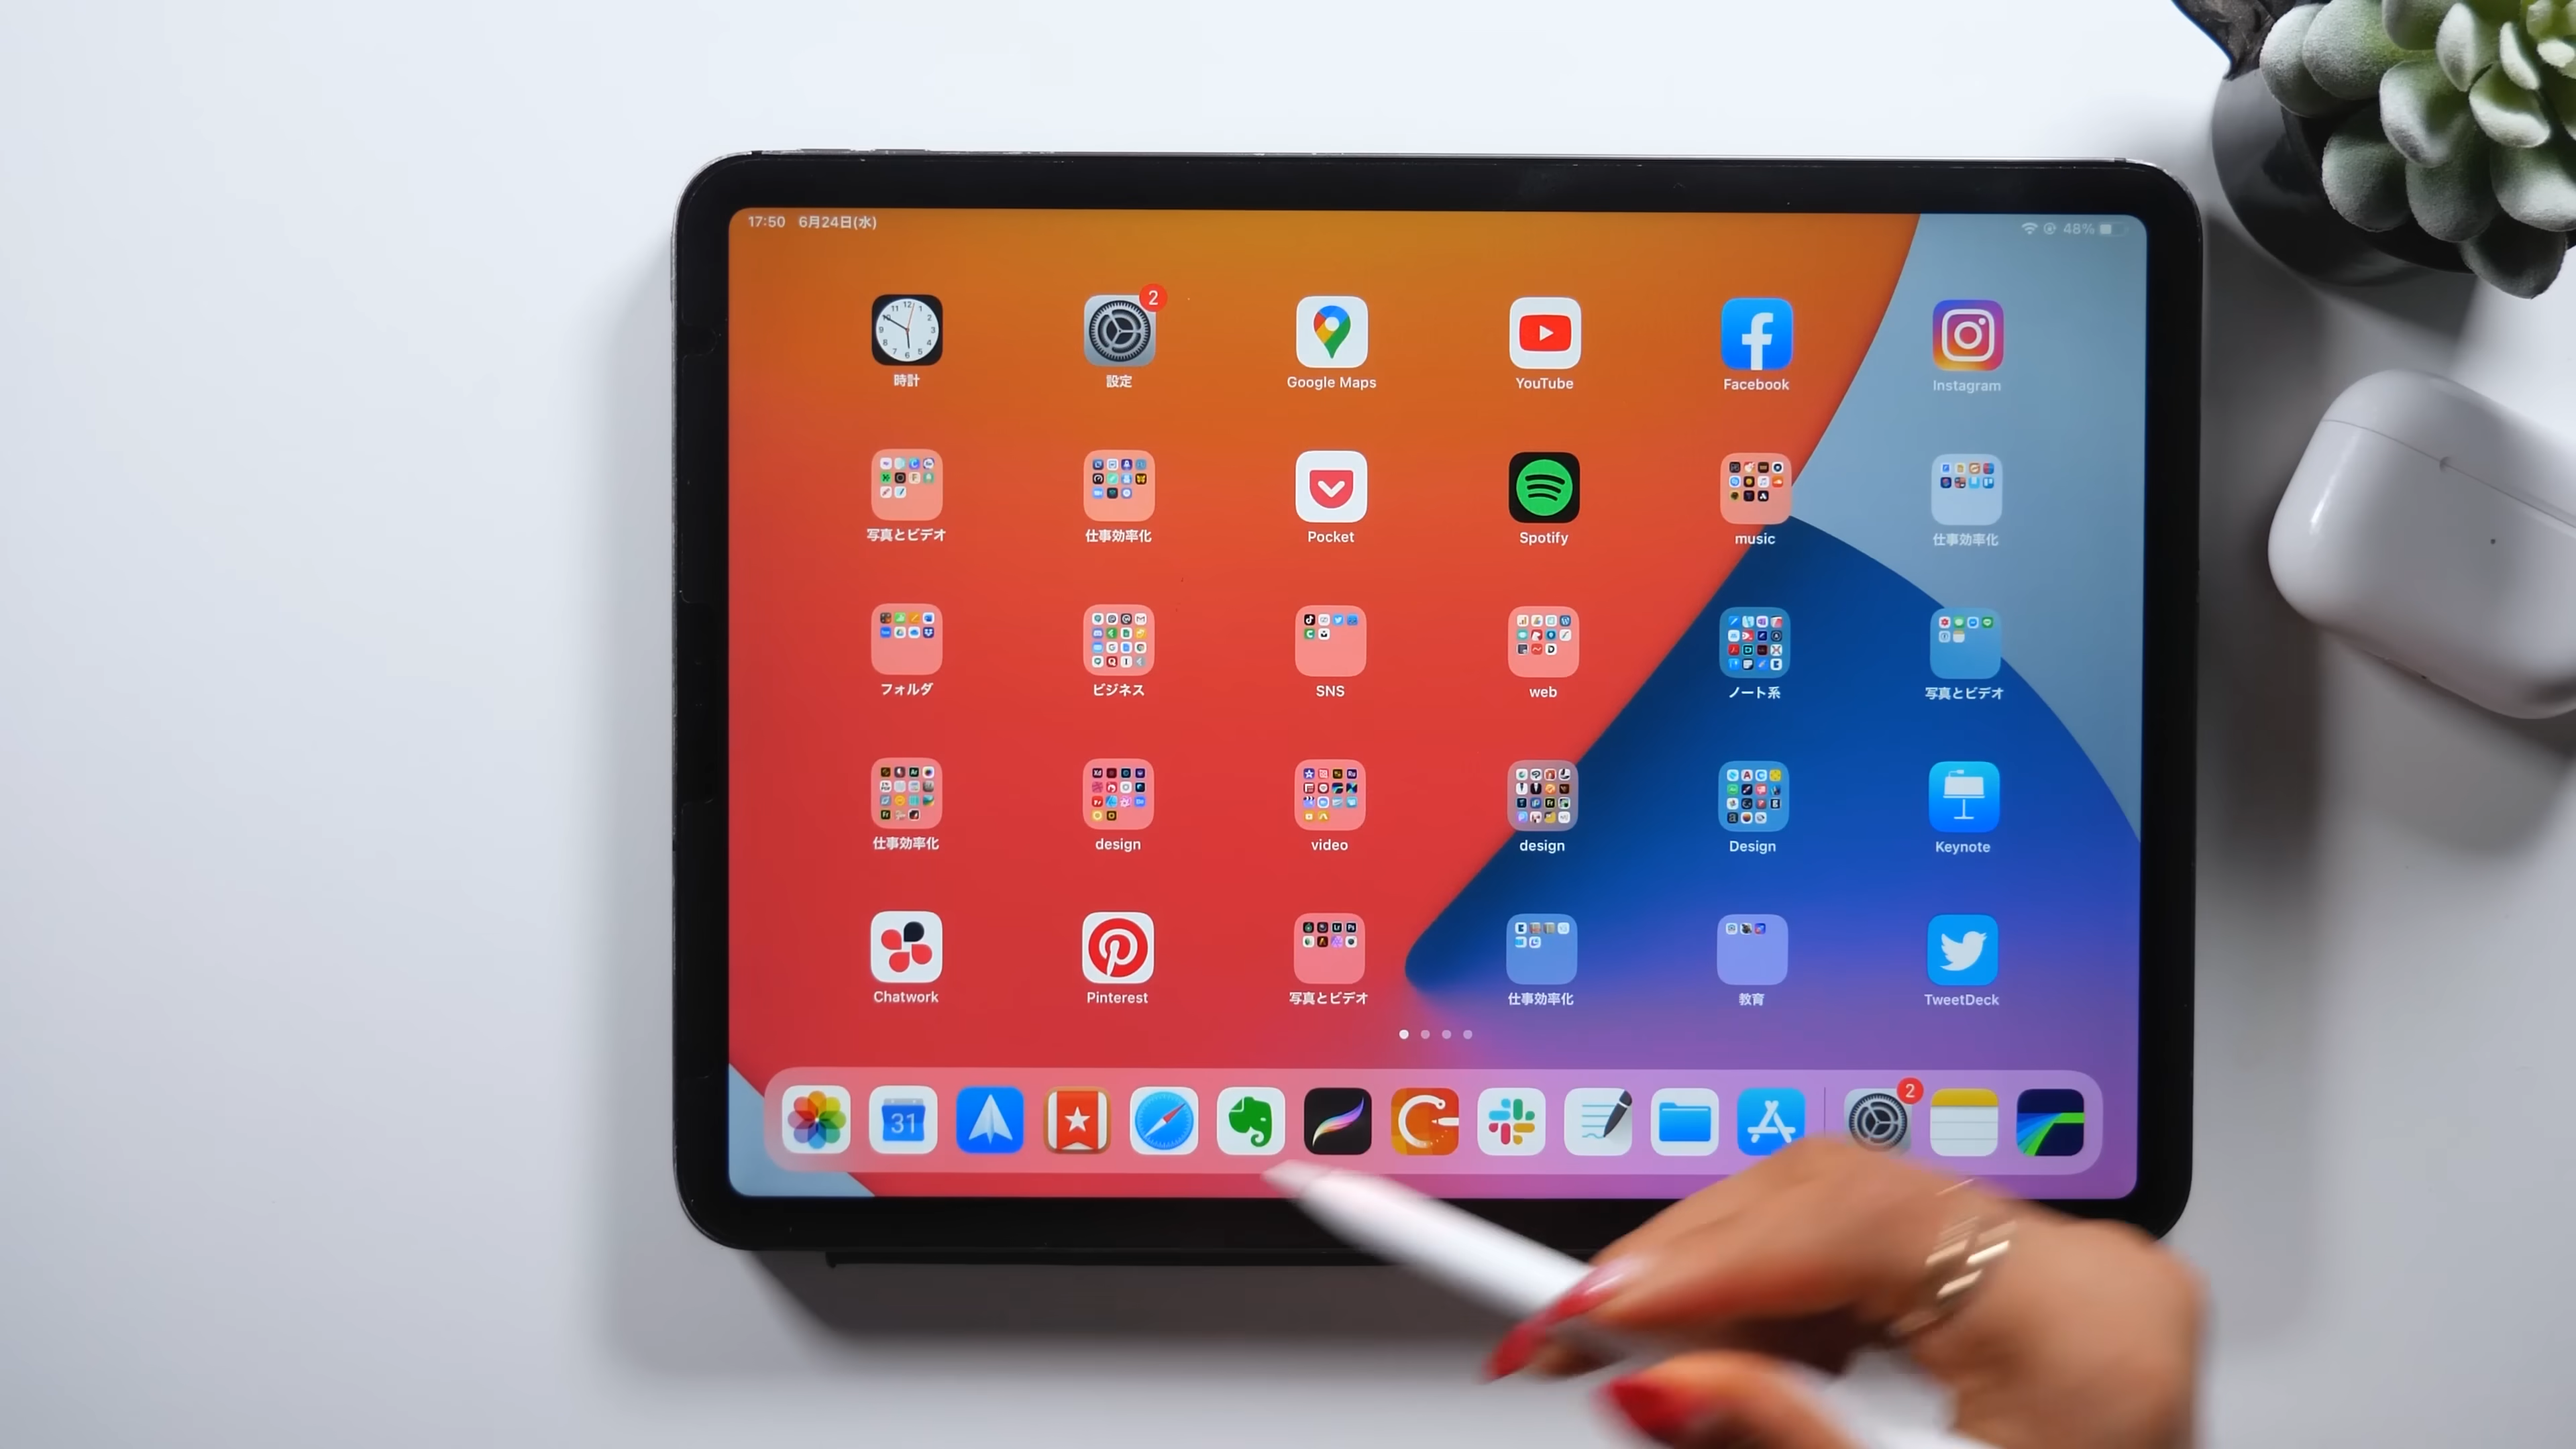 17:50 6月24日(水)
48%
2
時計 設定 Google Maps YouTube Facebook Instagram
写真とビデオ 仕事効率化 Pocket Spotify music 仕事効率化
フォルダ ビジネス SNS web ノート系 写真とビデオ
仕事効率化 design video design Design Keynote
Chatwork Pinterest 写真とビデオ 仕事効率化 教育 TweetDeck
31
2